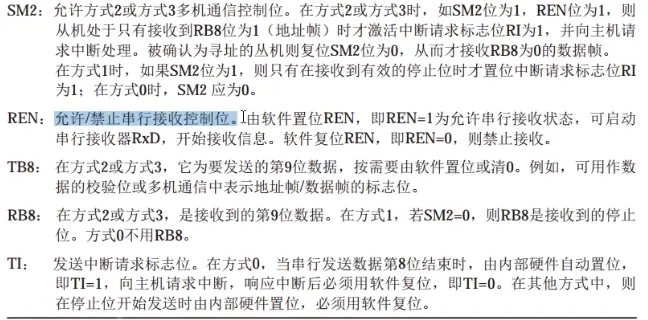 SM2：允许方式2或方式3多机通信控制位。在方式2或方式3时，如SM2位为1，REN位为1，则
从机处于只有接收到RB8位为1（地址帧）时才激活中断请求标志位RI为1，并向主机请
求中断处理。被确认为寻址的从机则复位SM2位为0，从而才接收RB8为0的数据帧。
在方式1时，如果SM2位为1，则只有在接收到有效的停止位时才置位中断请求标志位RI
为1；在方式0时，SM2 应为0。
REN：允许/禁止串行接收控制位。由软件置位REN，即REN=1为允许串行接收状态，可启动
串行接收器RxD，开始接收信息。软件复位REN，即REN=0，则禁止接收。
TB8：在方式2或方式3，它为要发送的第9位数据，按需要由软件置位或清0。例如，可用作数
据的校验位或多机通信中表示地址帧/数据帧的标志位。
RB8：在方式2或方式3，是接收到的第9位数据。在方式1，若SM2=0，则RB8是接收到的停止
位。方式0不用RB8。
TI：发送中断请求标志位。在方式0，当串行发送数据第8位结束时，由内部硬件自动置位，
即TI=1，向主机请求中断，响应中断后必须用软件复位，即TI=0。在其他方式中，则
在停止位开始发送时由内部硬件置位，必须用软件复位。